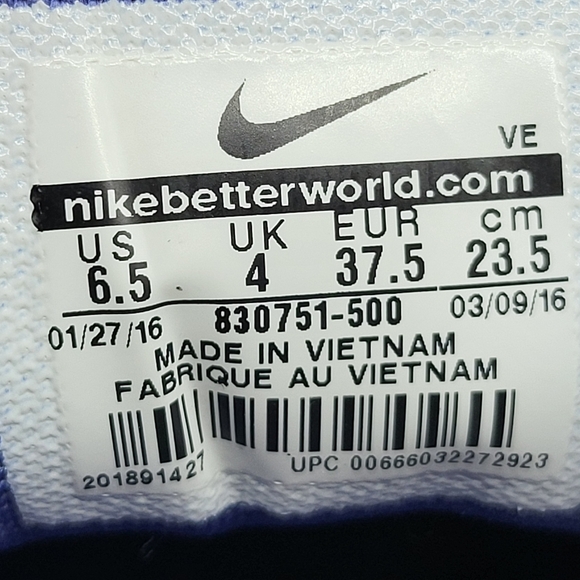 VE
nikebetterworld.com
US UK EUR cm
6.5 4 37.5 23.5
01/27/16 830751-500 03/09/16
MADE IN VIETNAM
FABRIQUE AU VIETNAM
201891427 UPC 00666032272923